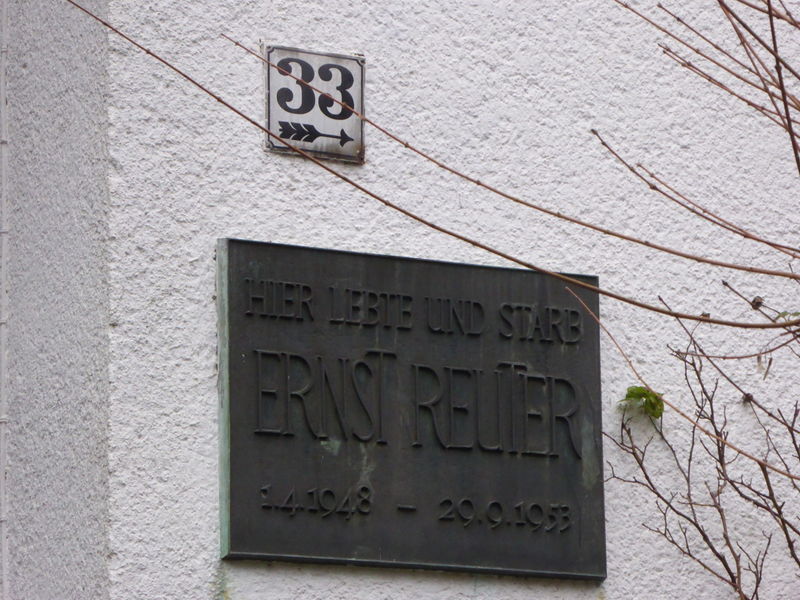 33
HIER LEBTE UND STARB
ERNST REUTER
1.4.1948 – 29.9.1953